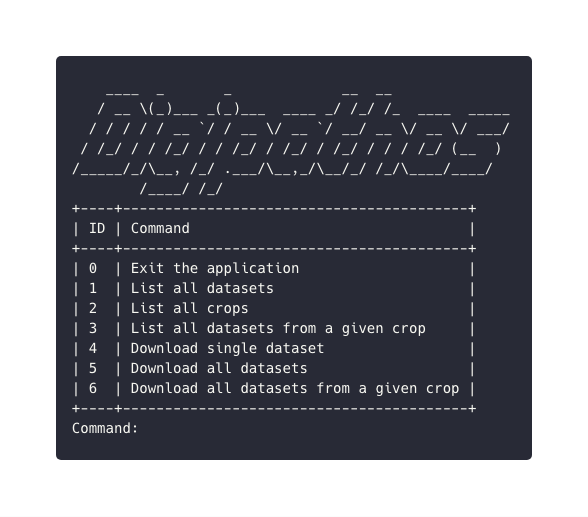 Digipathos
ID Command
0 Exit the application
1 List all datasets
2 List all crops
3 List all datasets from a given crop
4 Download single dataset
5 Download all datasets
6 Download all datasets from a given crop
Command: